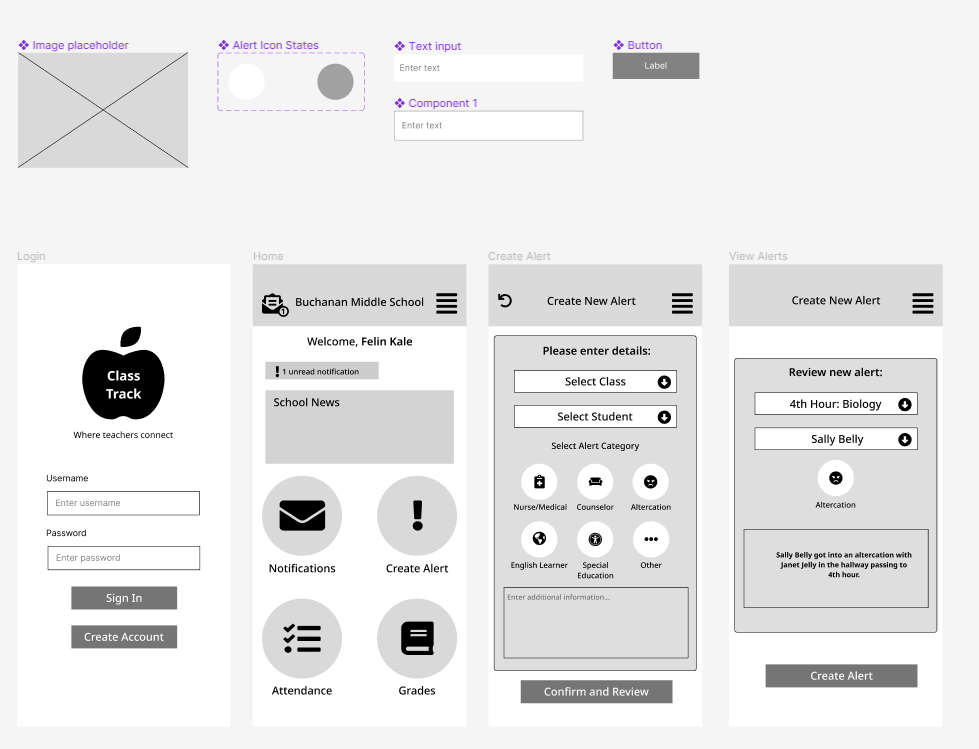 Image placeholder
Alert Icon States
Text input
Enter text
Component 1
Enter text
Button
Label
Login
Class
Track
Where teachers connect
Username
Enter username
Password
Enter password
Sign In
Create Account
Home
1
Buchanan Middle School
Welcome, Felin Kale
! 1 unread notification
School News
Notifications
!
Create Alert
Attendance
Grades
Create Alert
Create New Alert
Please enter details:
Select Class
Select Student
Select Alert Category
Nurse/Medical
Counselor
Altercation
English Learner
Special
Education
Other
Enter additional information...
Confirm and Review
View Alerts
Create New Alert
Review new alert:
4th Hour: Biology
Sally Belly
Altercation
Sally Belly got into an altercation with
Janet Jelly in the hallway passing to
4th hour.
Create Alert